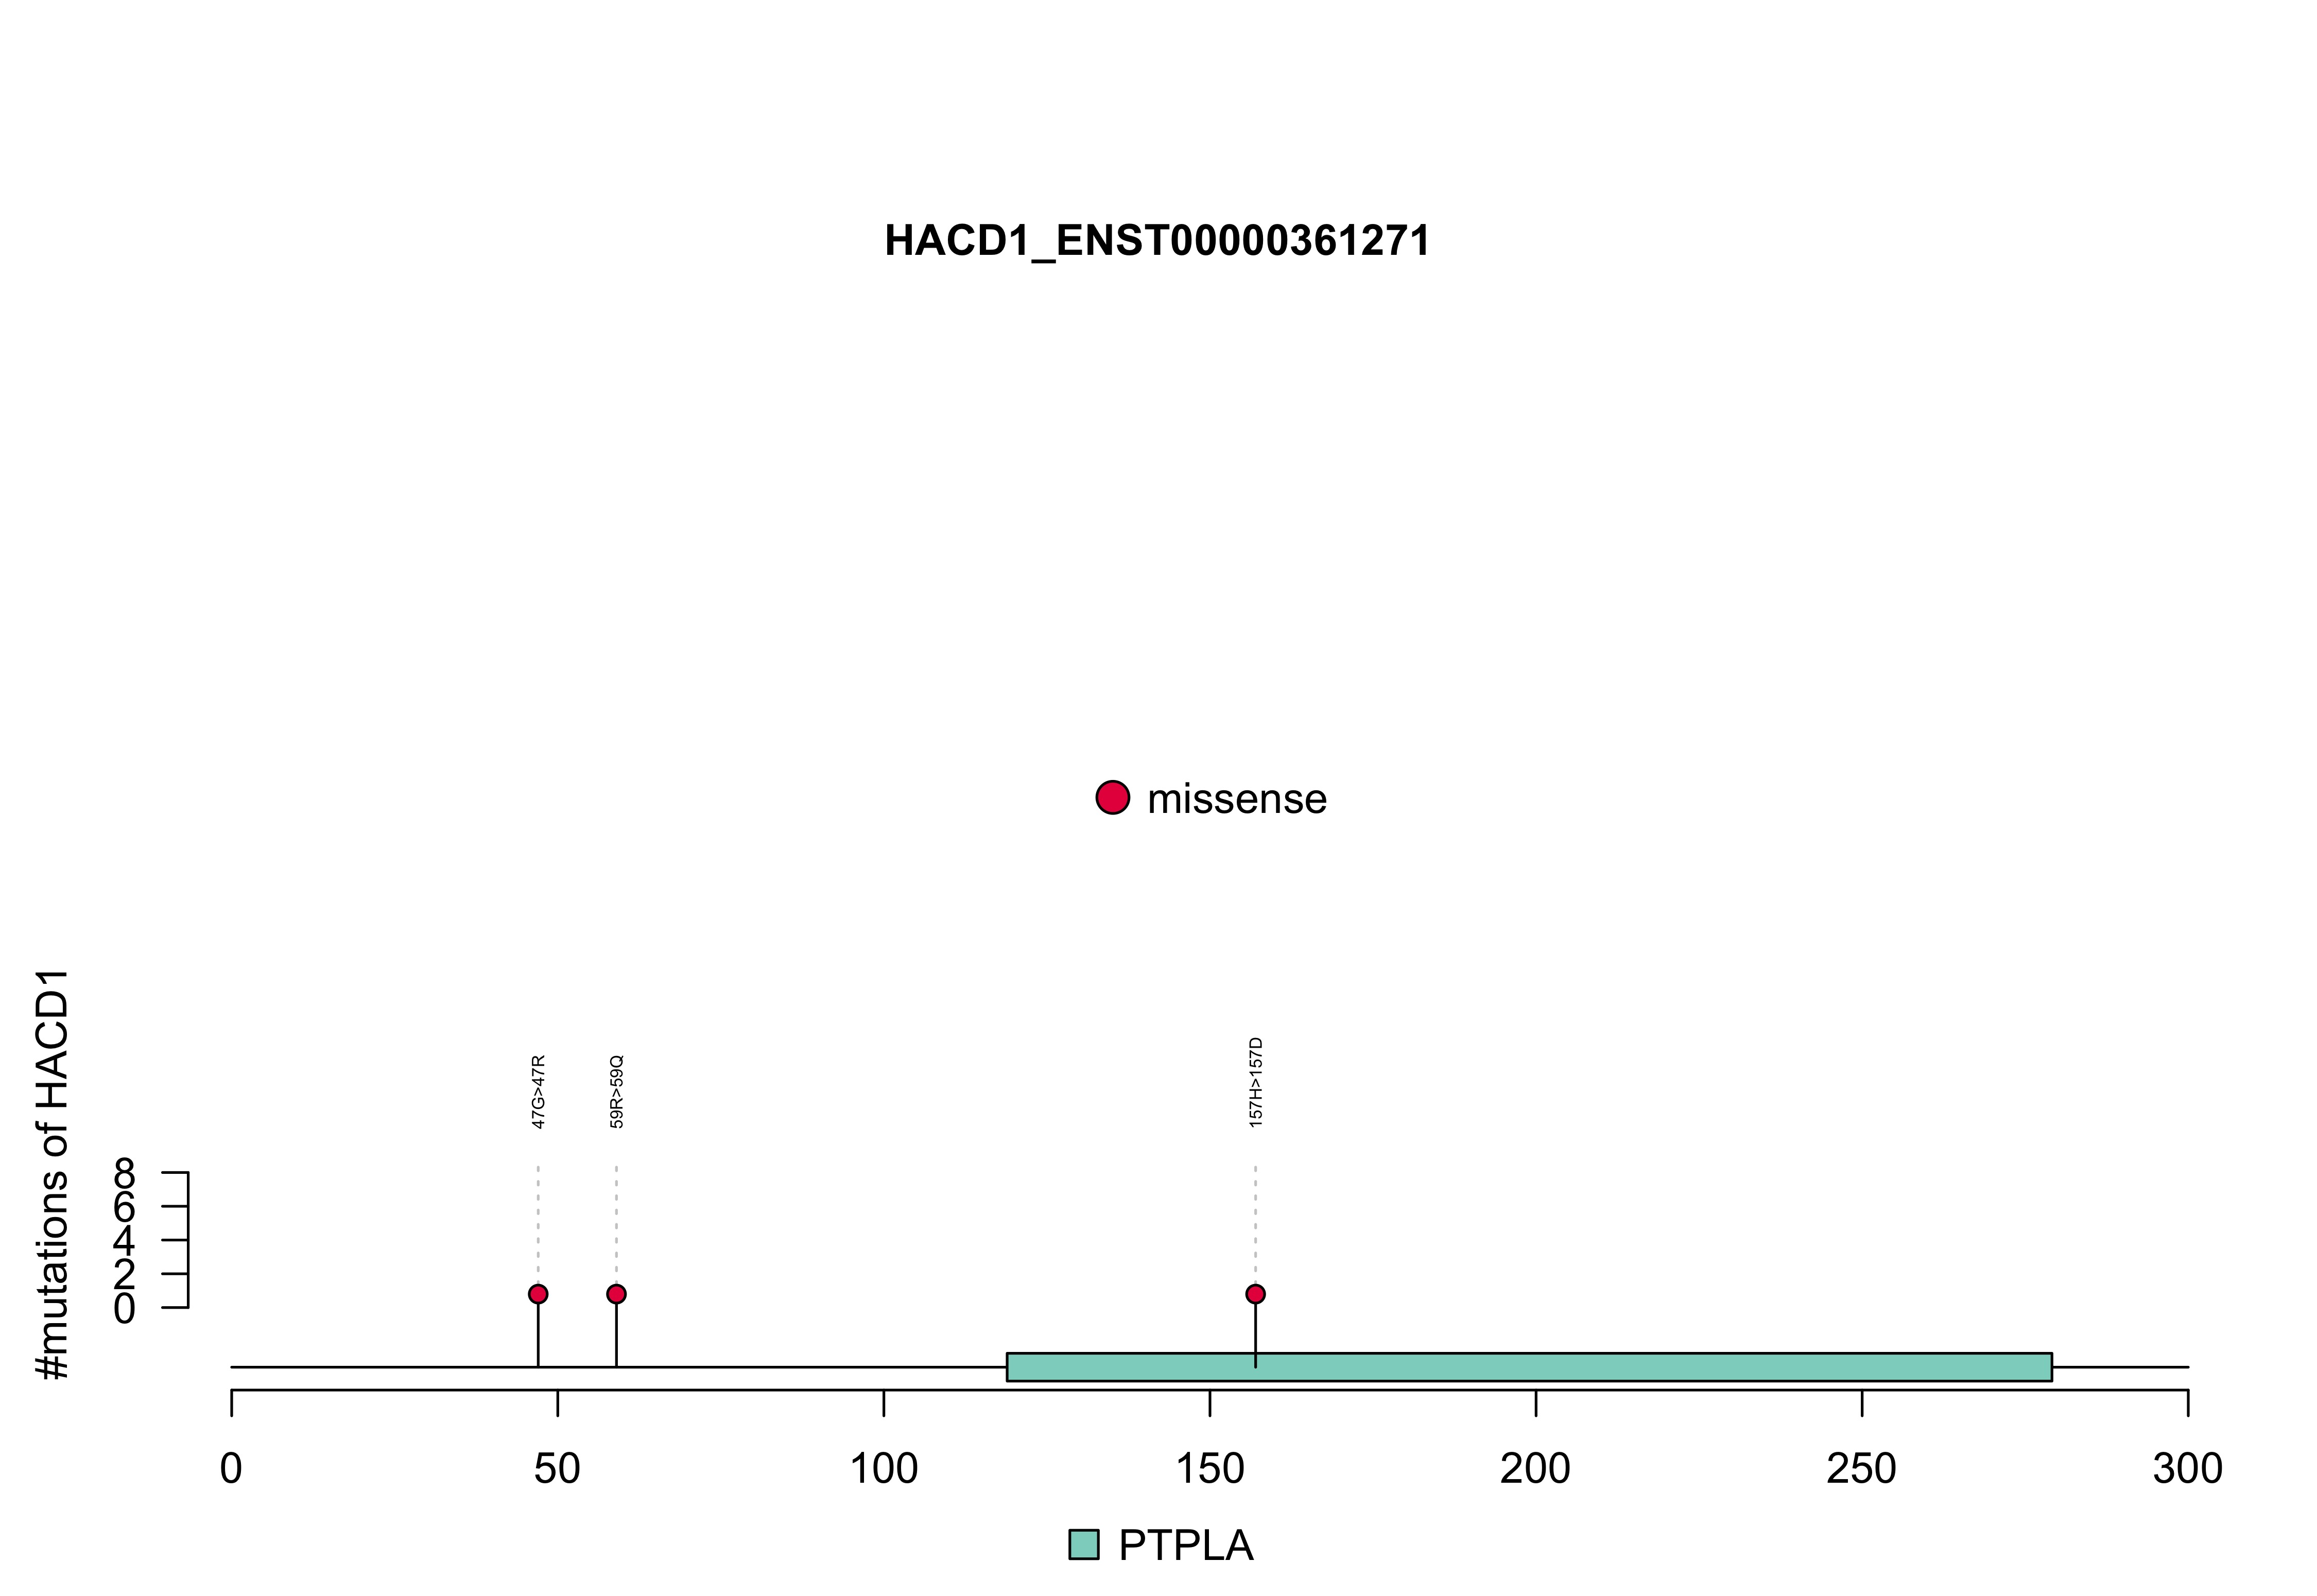 HACD1_ENST00000361271
missense
#mutations of HACD1
47G>47R
59R>59Q
157H>157D
8
6
4
2
0
0 50 100 150 200 250 300
PTPLA